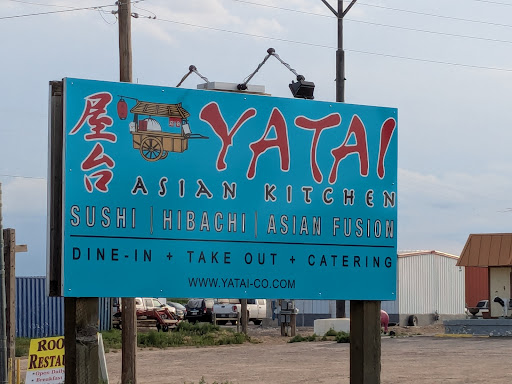 屋台
YATAI
ASIAN KITCHEN
SUSHI | HIBACHI | ASIAN FUSION
DINE-IN + TAKE OUT + CATERING
WWW.YATAI-CO.COM